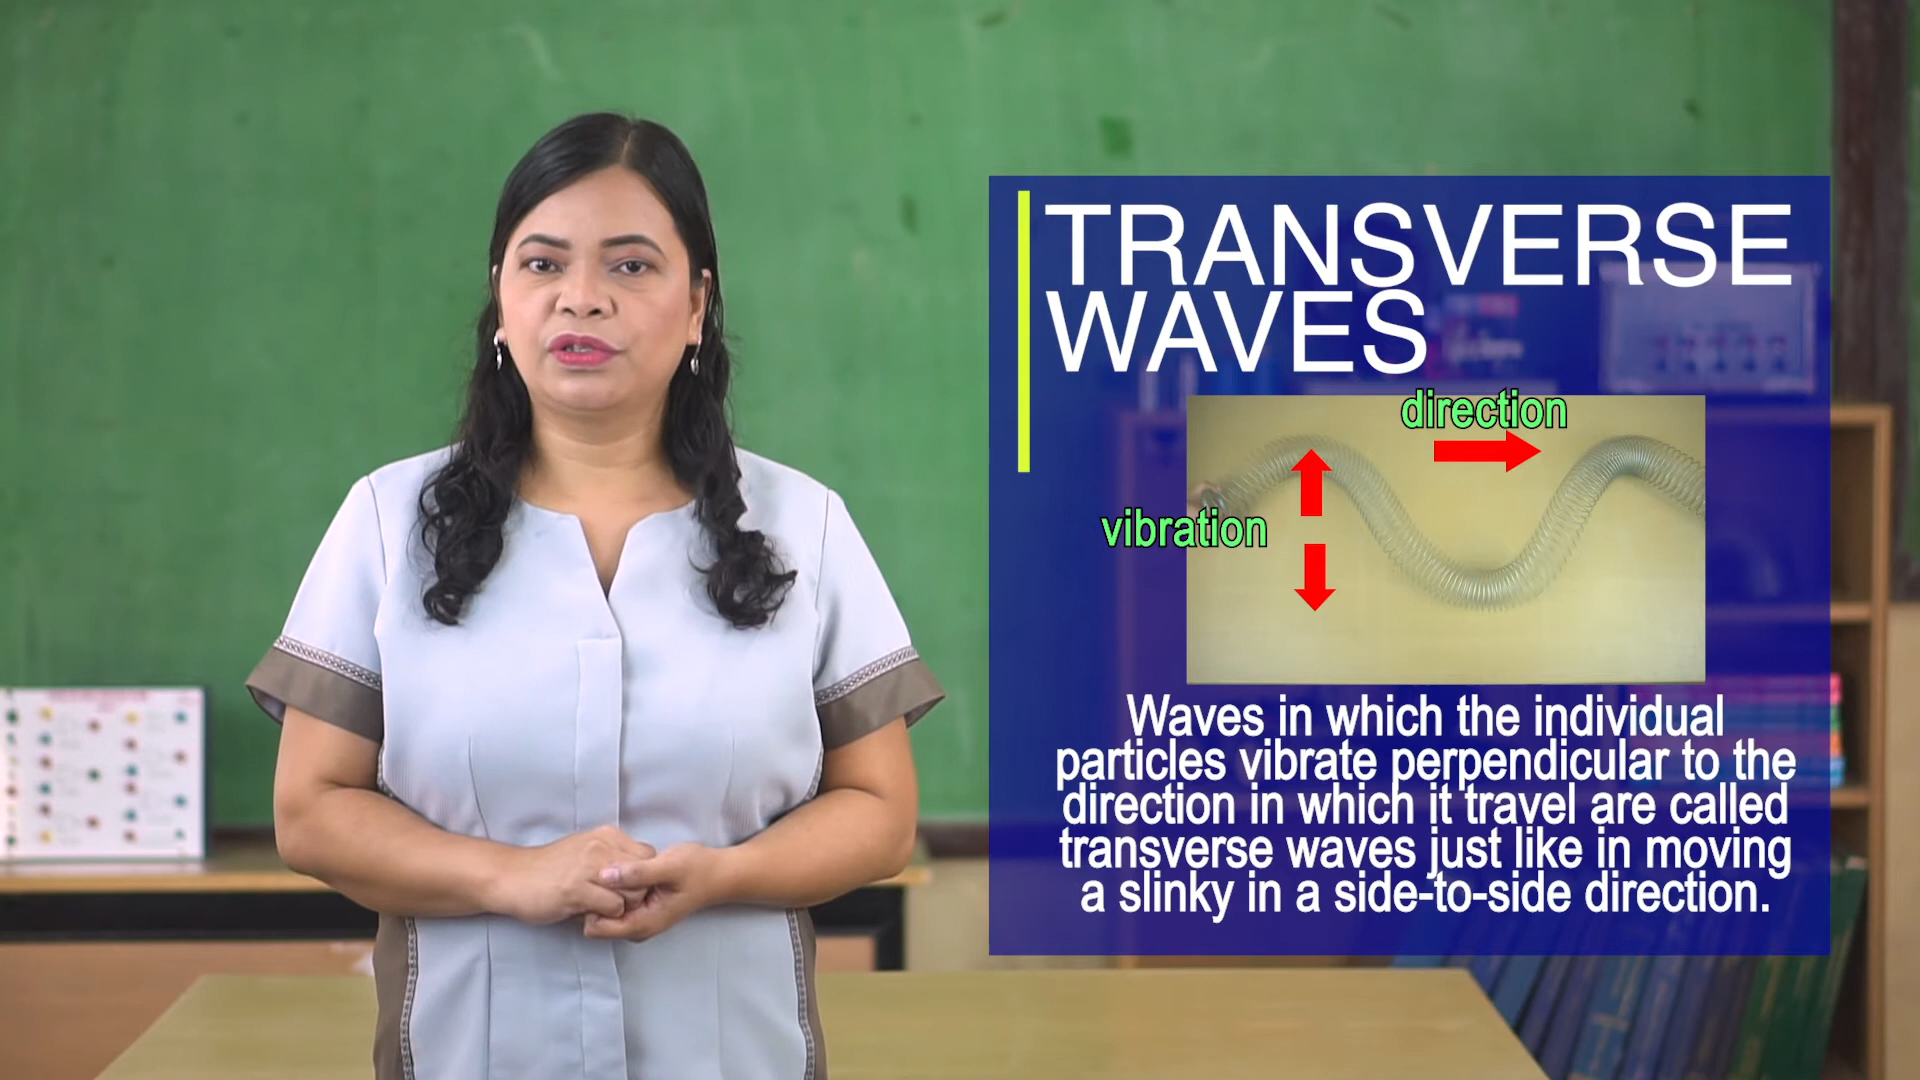 TRANSVERSE
WAVES
direction
vibration
Waves in which the individual
particles vibrate perpendicular to the
direction in which it travel are called
transverse waves just like in moving
a slinky in a side-to-side direction.